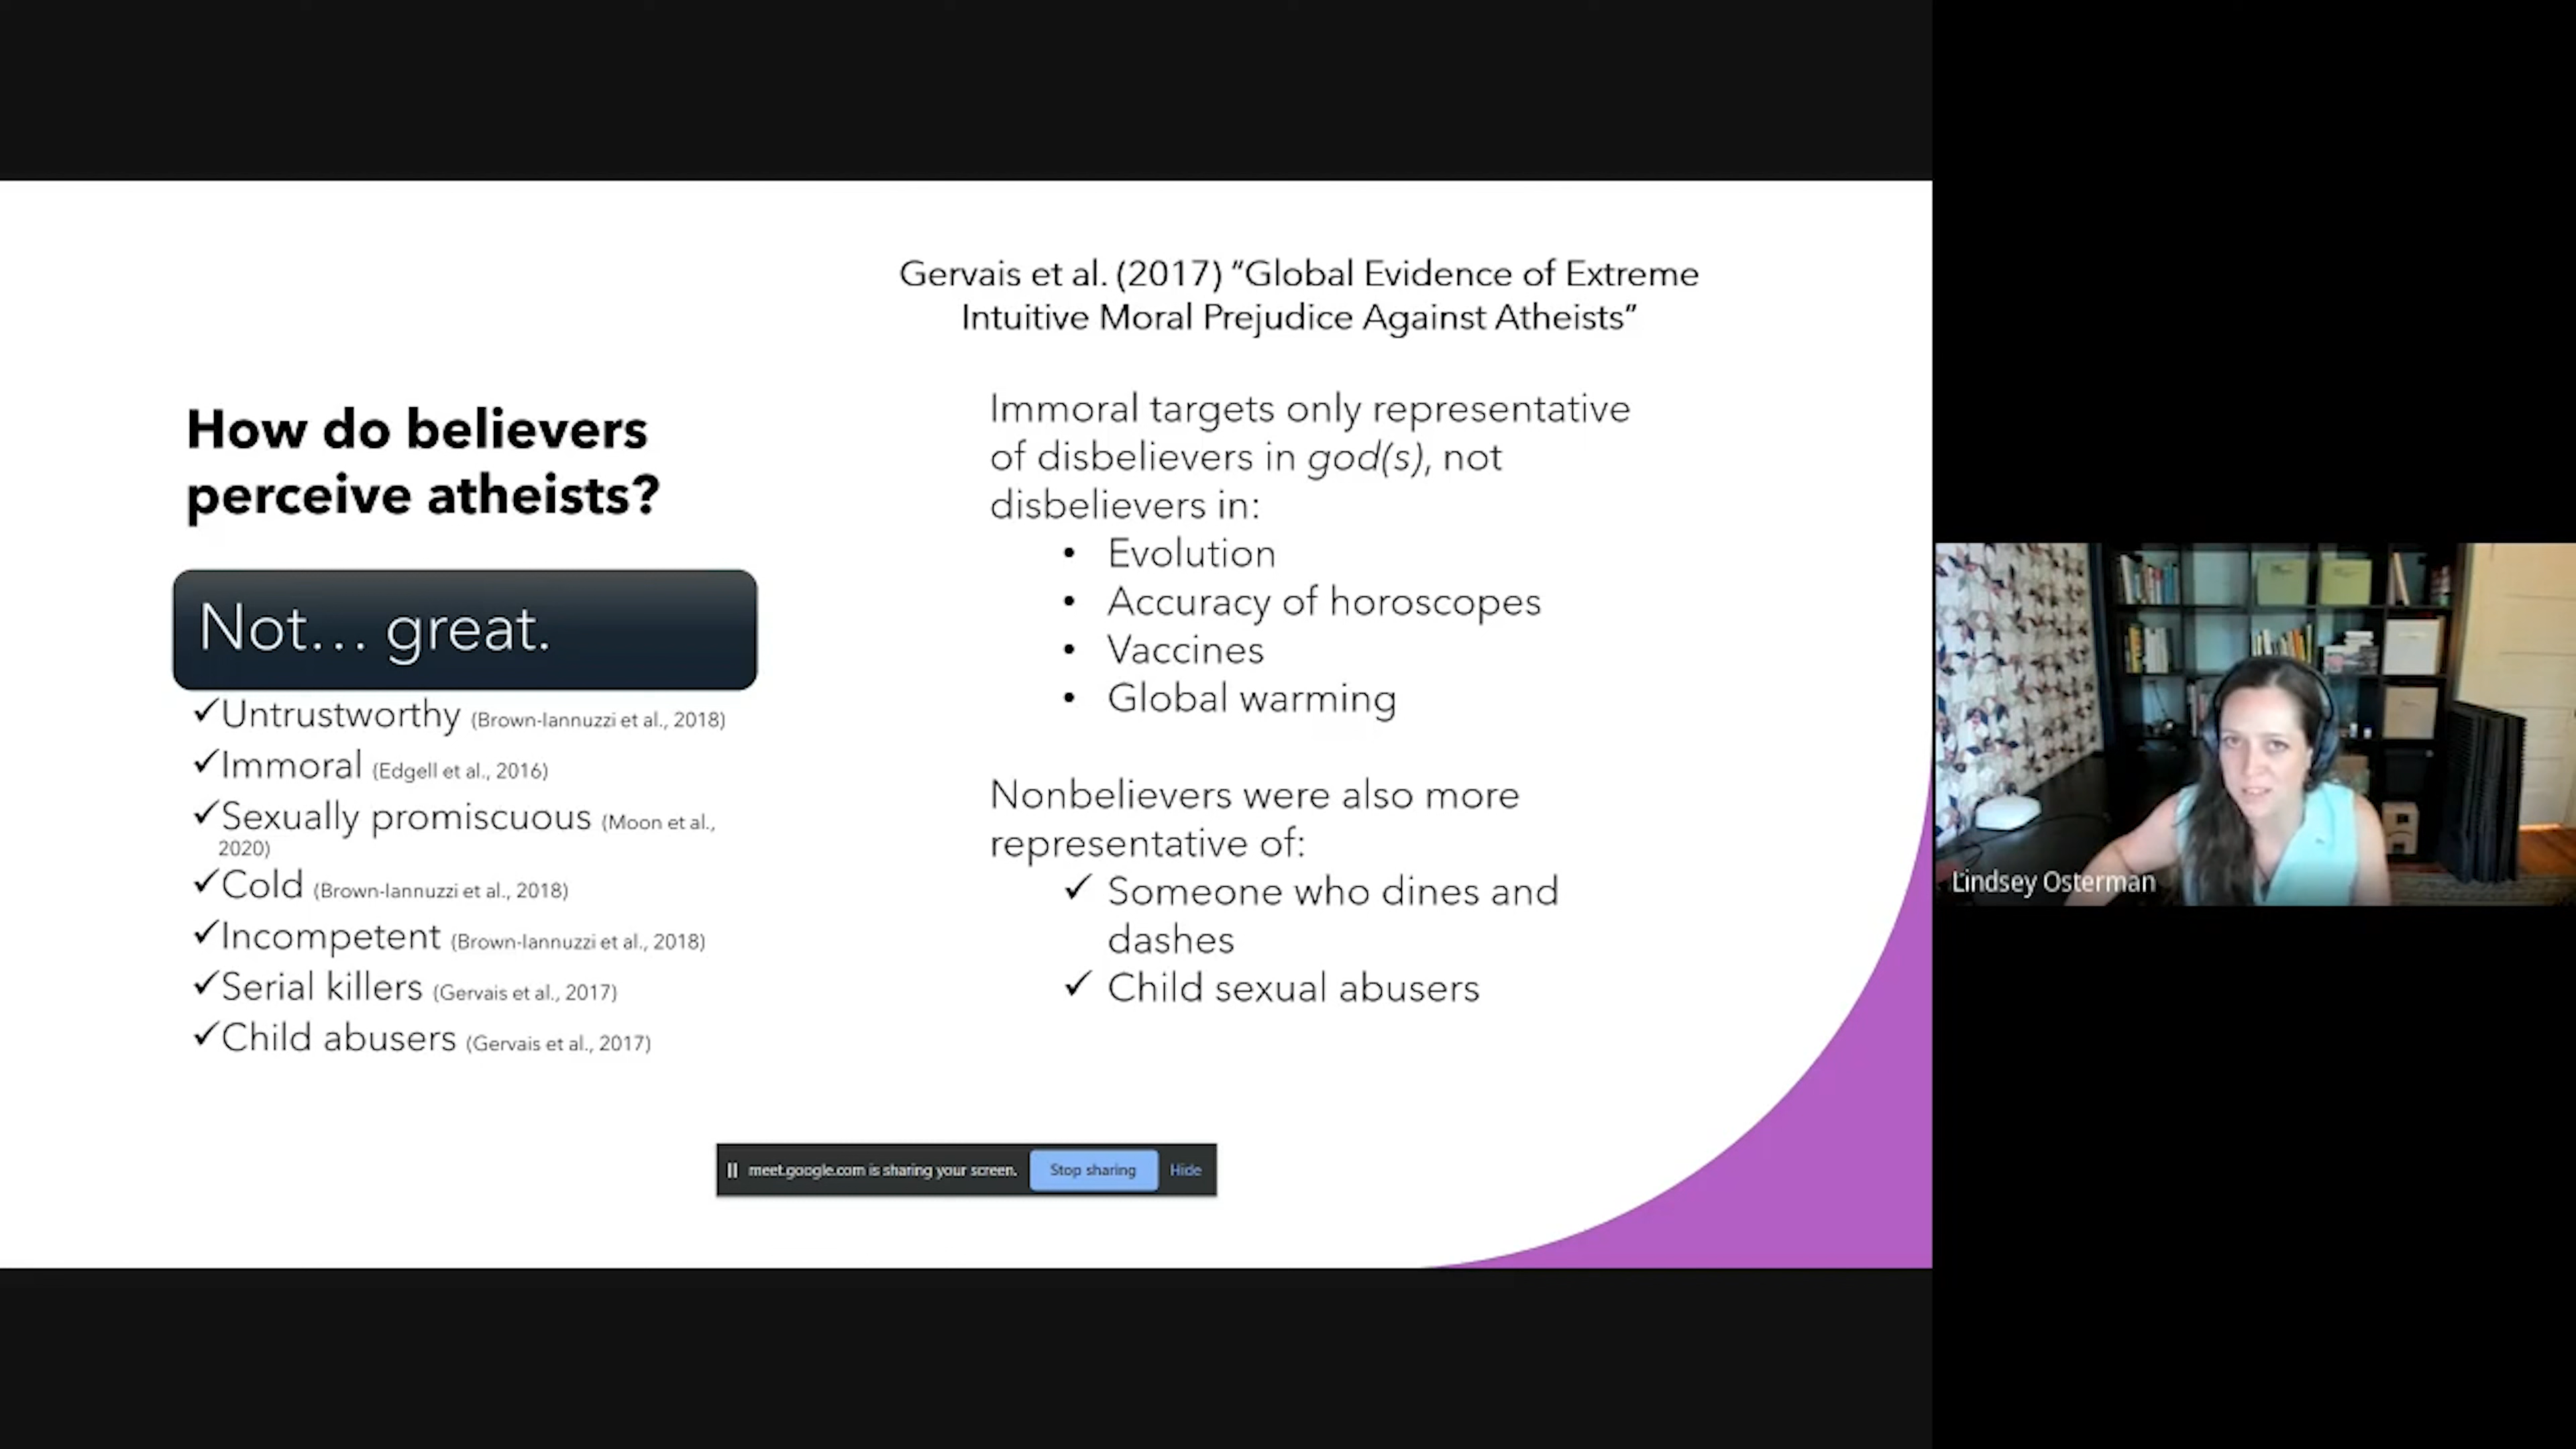 How do believers
perceive atheists?
Not... great.
✓Untrustworthy (Brown-Iannuzzi et al., 2018)
✓Immoral (Edgell et al., 2016)
✓Sexually promiscuous (Moon et al.,
2020)
✓Cold (Brown-Iannuzzi et al., 2018)
✓Incompetent (Brown-Iannuzzi et al., 2018)
✓Serial killers (Gervais et al., 2017)
✓Child abusers (Gervais et al., 2017)
Gervais et al. (2017) "Global Evidence of Extreme
Intuitive Moral Prejudice Against Atheists"
Immoral targets only representative
of disbelievers in god(s), not
disbelievers in:
• Evolution
• Accuracy of horoscopes
• Vaccines
• Global warming
Nonbelievers were also more
representative of:
✓ Someone who dines and
dashes
✓ Child sexual abusers
meet.google.com is sharing your screen. Stop sharing Hide
Lindsey Osterman